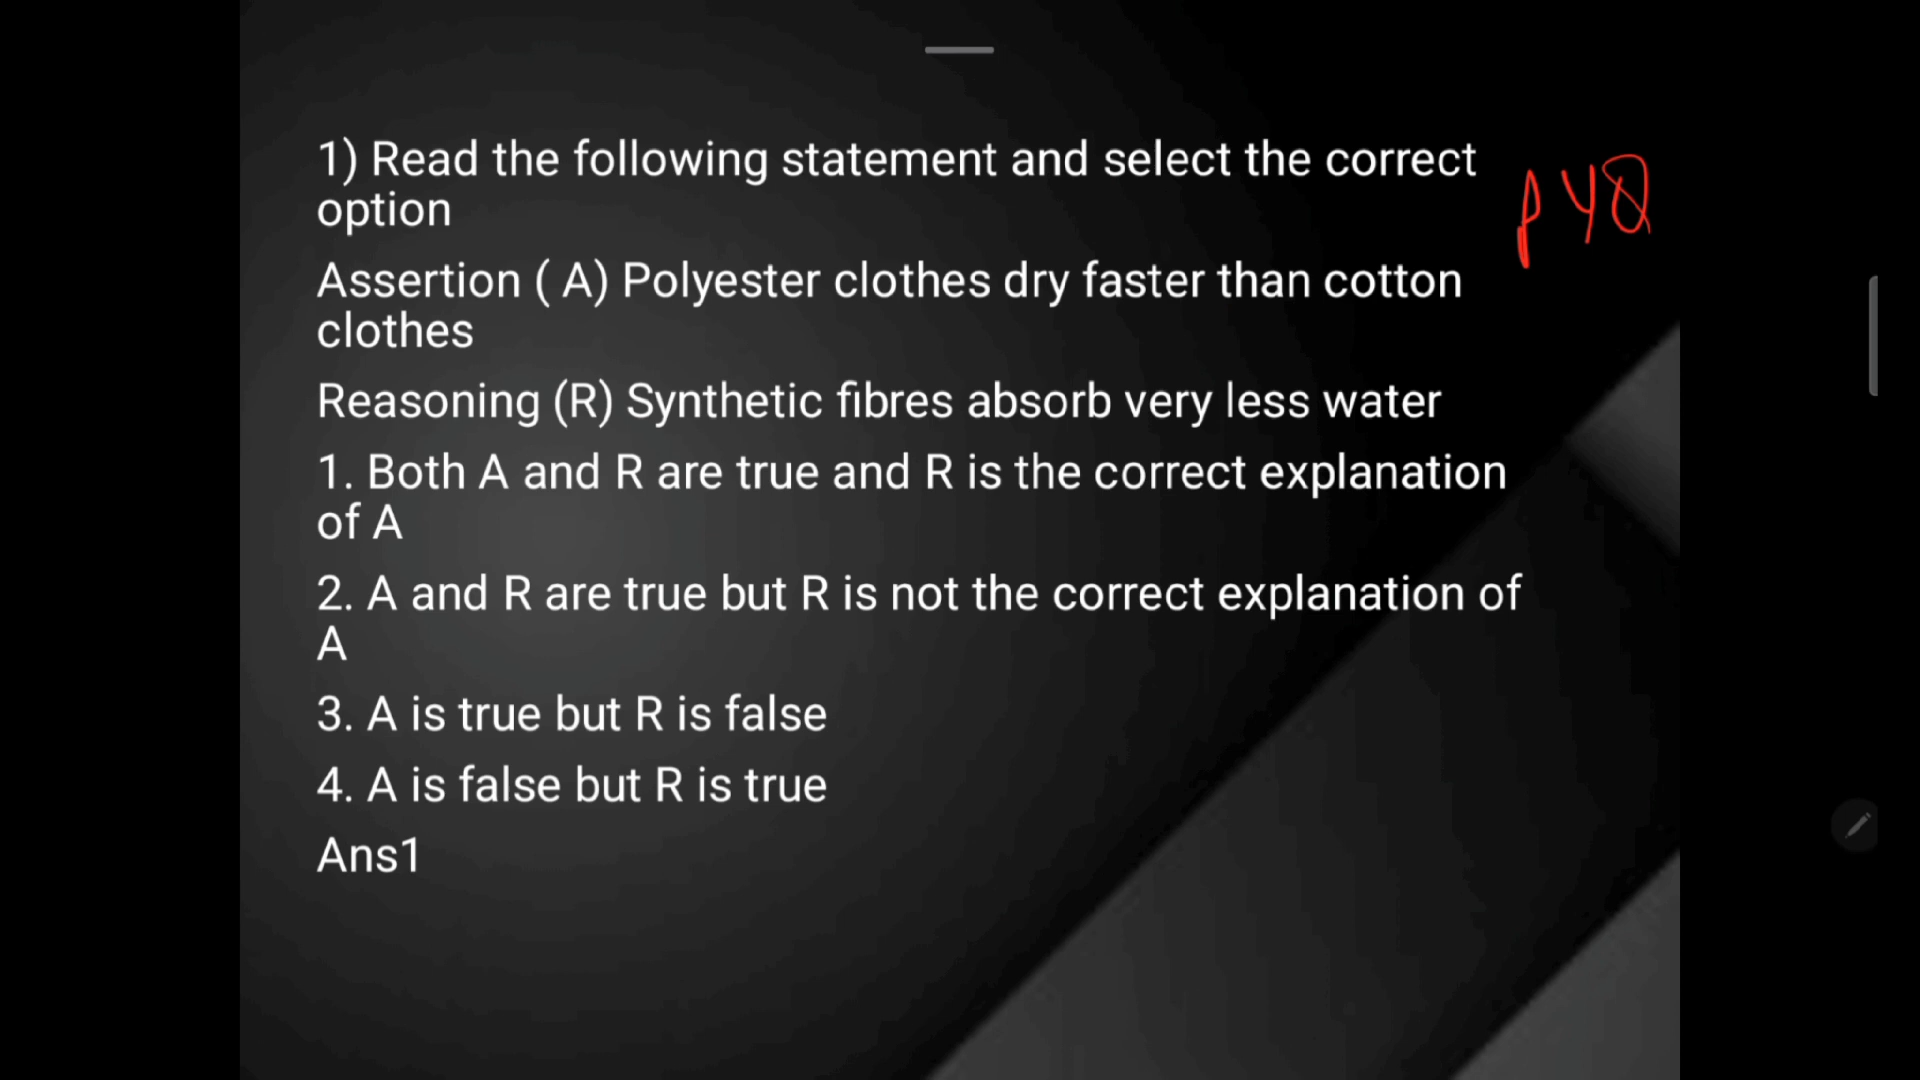 1) Read the following statement and select the correct
option
PYQ
Assertion ( A) Polyester clothes dry faster than cotton
clothes
Reasoning (R) Synthetic fibres absorb very less water
1. Both A and R are true and R is the correct explanation
of A
2. A and R are true but R is not the correct explanation of
A
3. A is true but R is false
4. A is false but R is true
Ans1